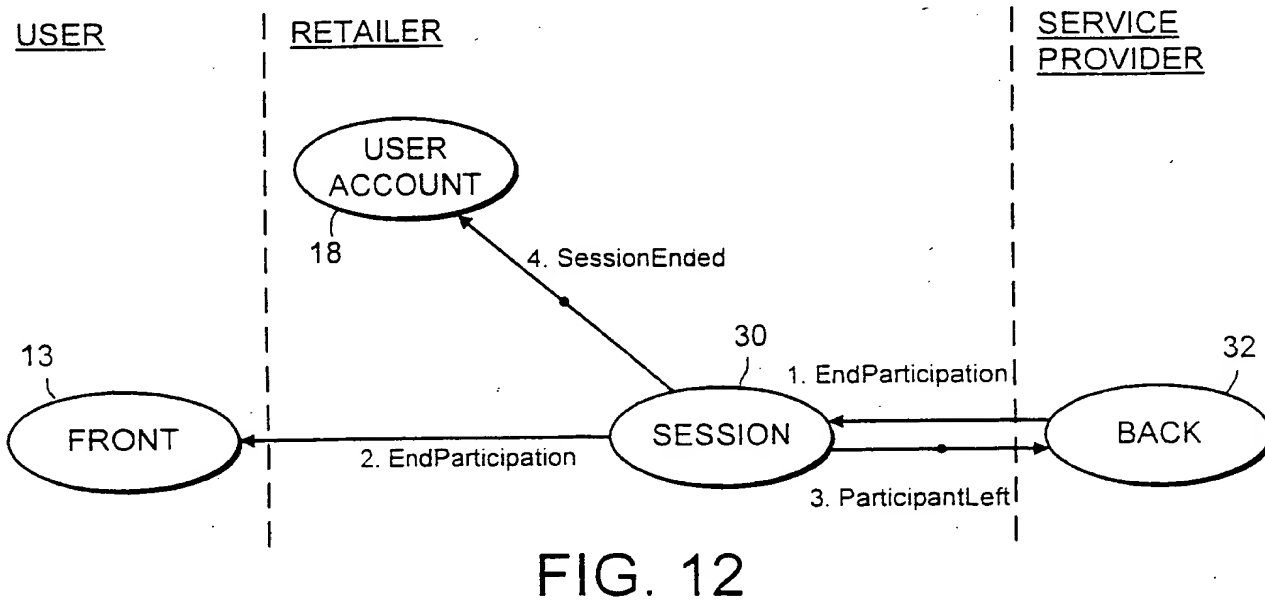 USER
RETAILER
SERVICE
PROVIDER
USER
ACCOUNT
18
4. SessionEnded
13
30
32
1. EndParticipation
FRONT
SESSION
BACK
2. EndParticipation
3. ParticipantLeft
FIG. 12